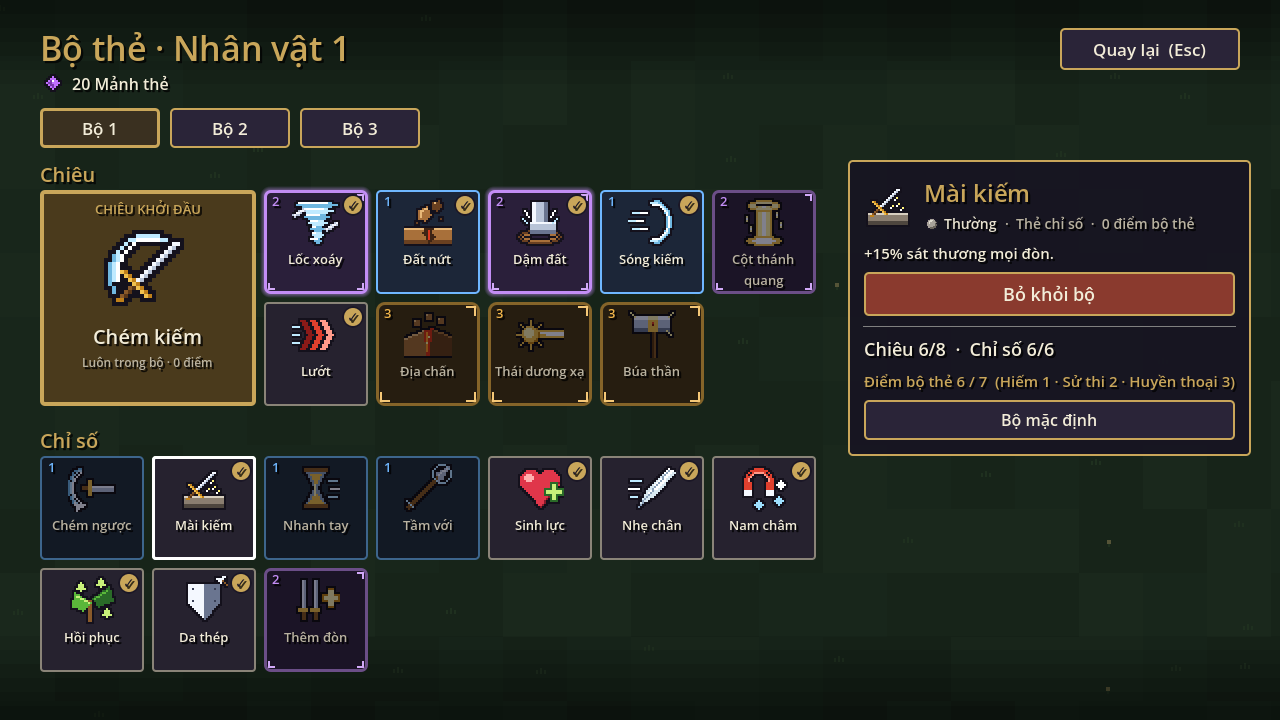 Bộ thẻ · Nhân vật 1
Quay lại (Esc)
20 Mảnh thẻ
Bộ 1
Bộ 2
Bộ 3
Chiêu
CHIÊU KHỞI ĐẦU
Chém kiếm
Luôn trong bộ · 0 điểm
2
Lốc xoáy
1
Đất nứt
2
Dậm đất
1
Sóng kiếm
2
Cột thánh
quang
Lướt
3
Địa chấn
3
Thái dương xạ
3
Búa thần
Chỉ số
1
Chém ngược
Mài kiếm
1
Nhanh tay
1
Tầm với
Sinh lực
Nhẹ chân
Nam châm
Hồi phục
Da thép
2
Thêm đòn
Mài kiếm
Thường · Thẻ chỉ số · 0 điểm bộ thẻ
+15% sát thương mọi đòn.
Bỏ khỏi bộ
Chiêu 6/8 · Chỉ số 6/6
Điểm bộ thẻ 6 / 7 (Hiếm 1 · Sử thi 2 · Huyền thoại 3)
Bộ mặc định